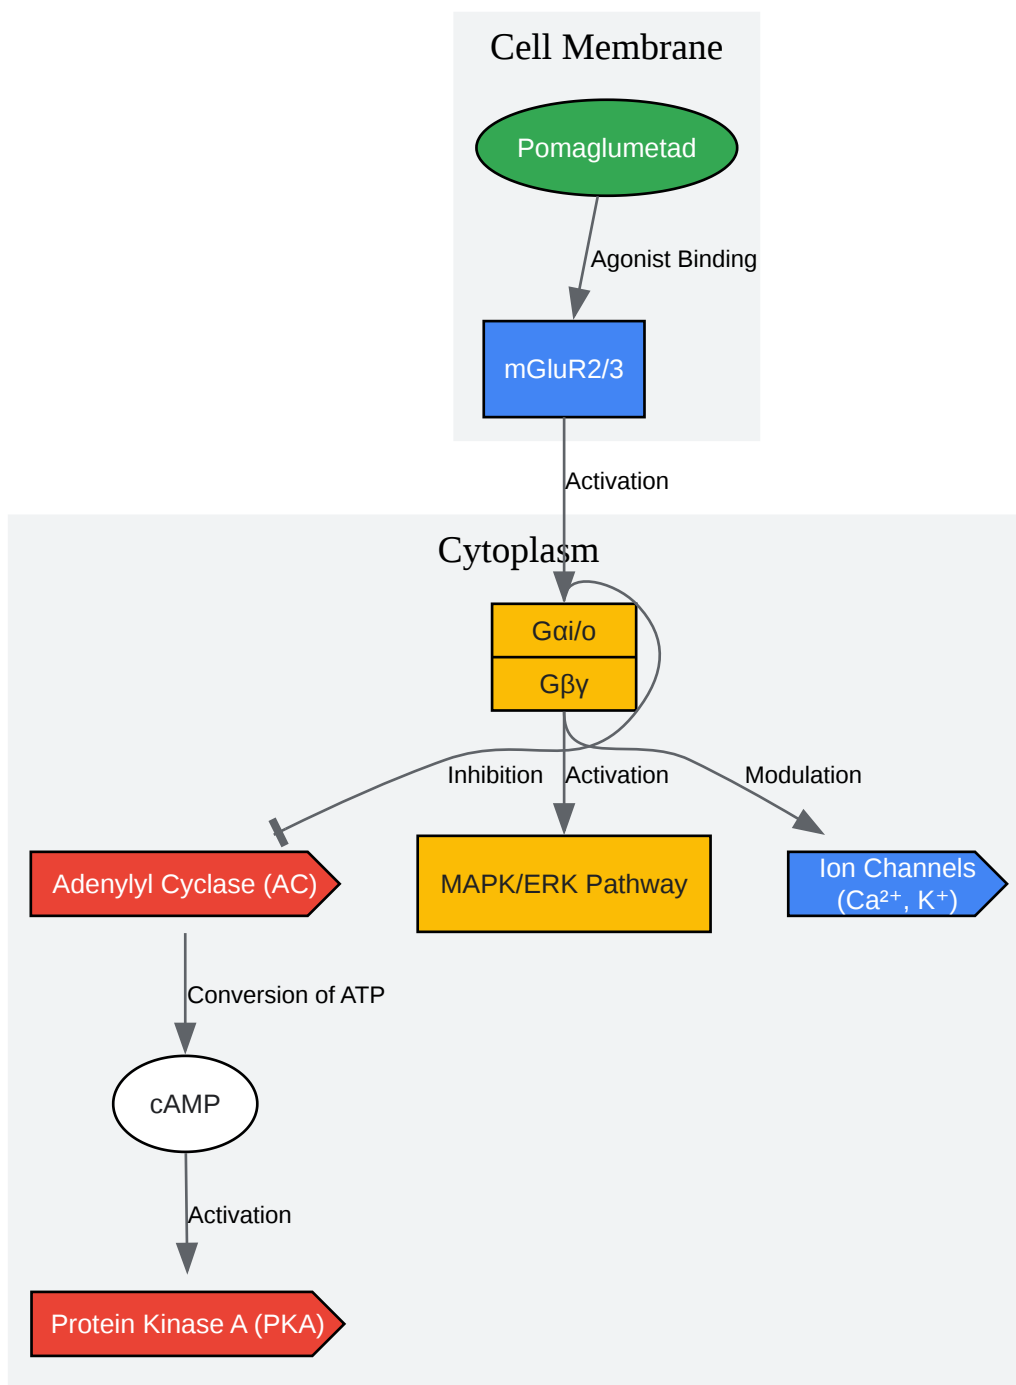 Cell Membrane
Pomaglumetad
Agonist Binding
mGluR2/3
Activation
Cytoplasm
Gαi/o
Gβγ
Inhibition
Activation
Modulation
Adenylyl Cyclase (AC)
MAPK/ERK Pathway
Ion Channels
(Ca²⁺, K⁺)
Conversion of ATP
cAMP
Activation
Protein Kinase A (PKA)